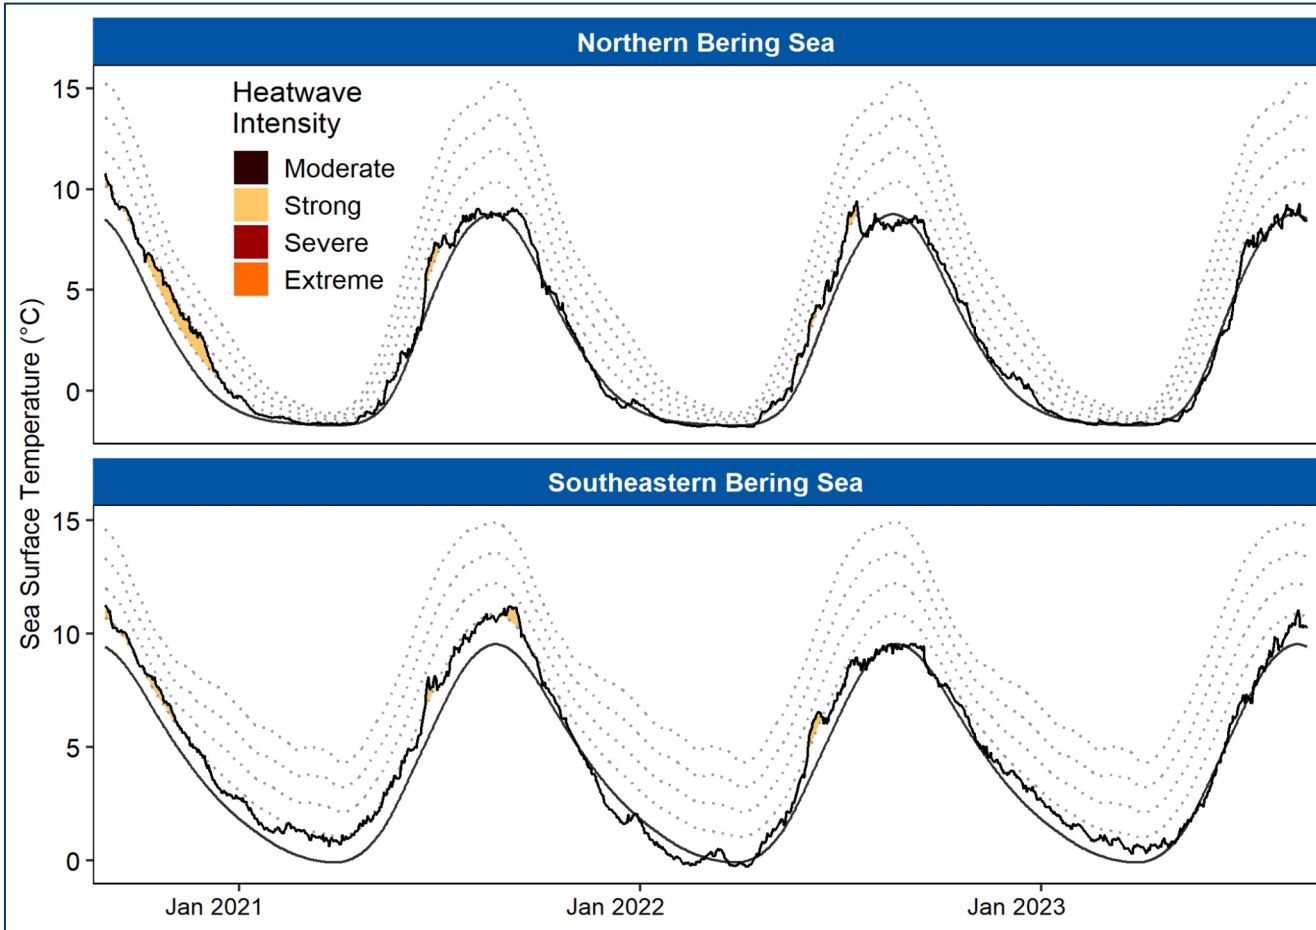 Northern Bering Sea
15
10
5
0
Heatwave
Intensity
Moderate
Strong
Severe
Extreme
Sea Surface Temperature (°C)
Southeastern Bering Sea
15
10
5
0
Jan 2021
Jan 2022
Jan 2023